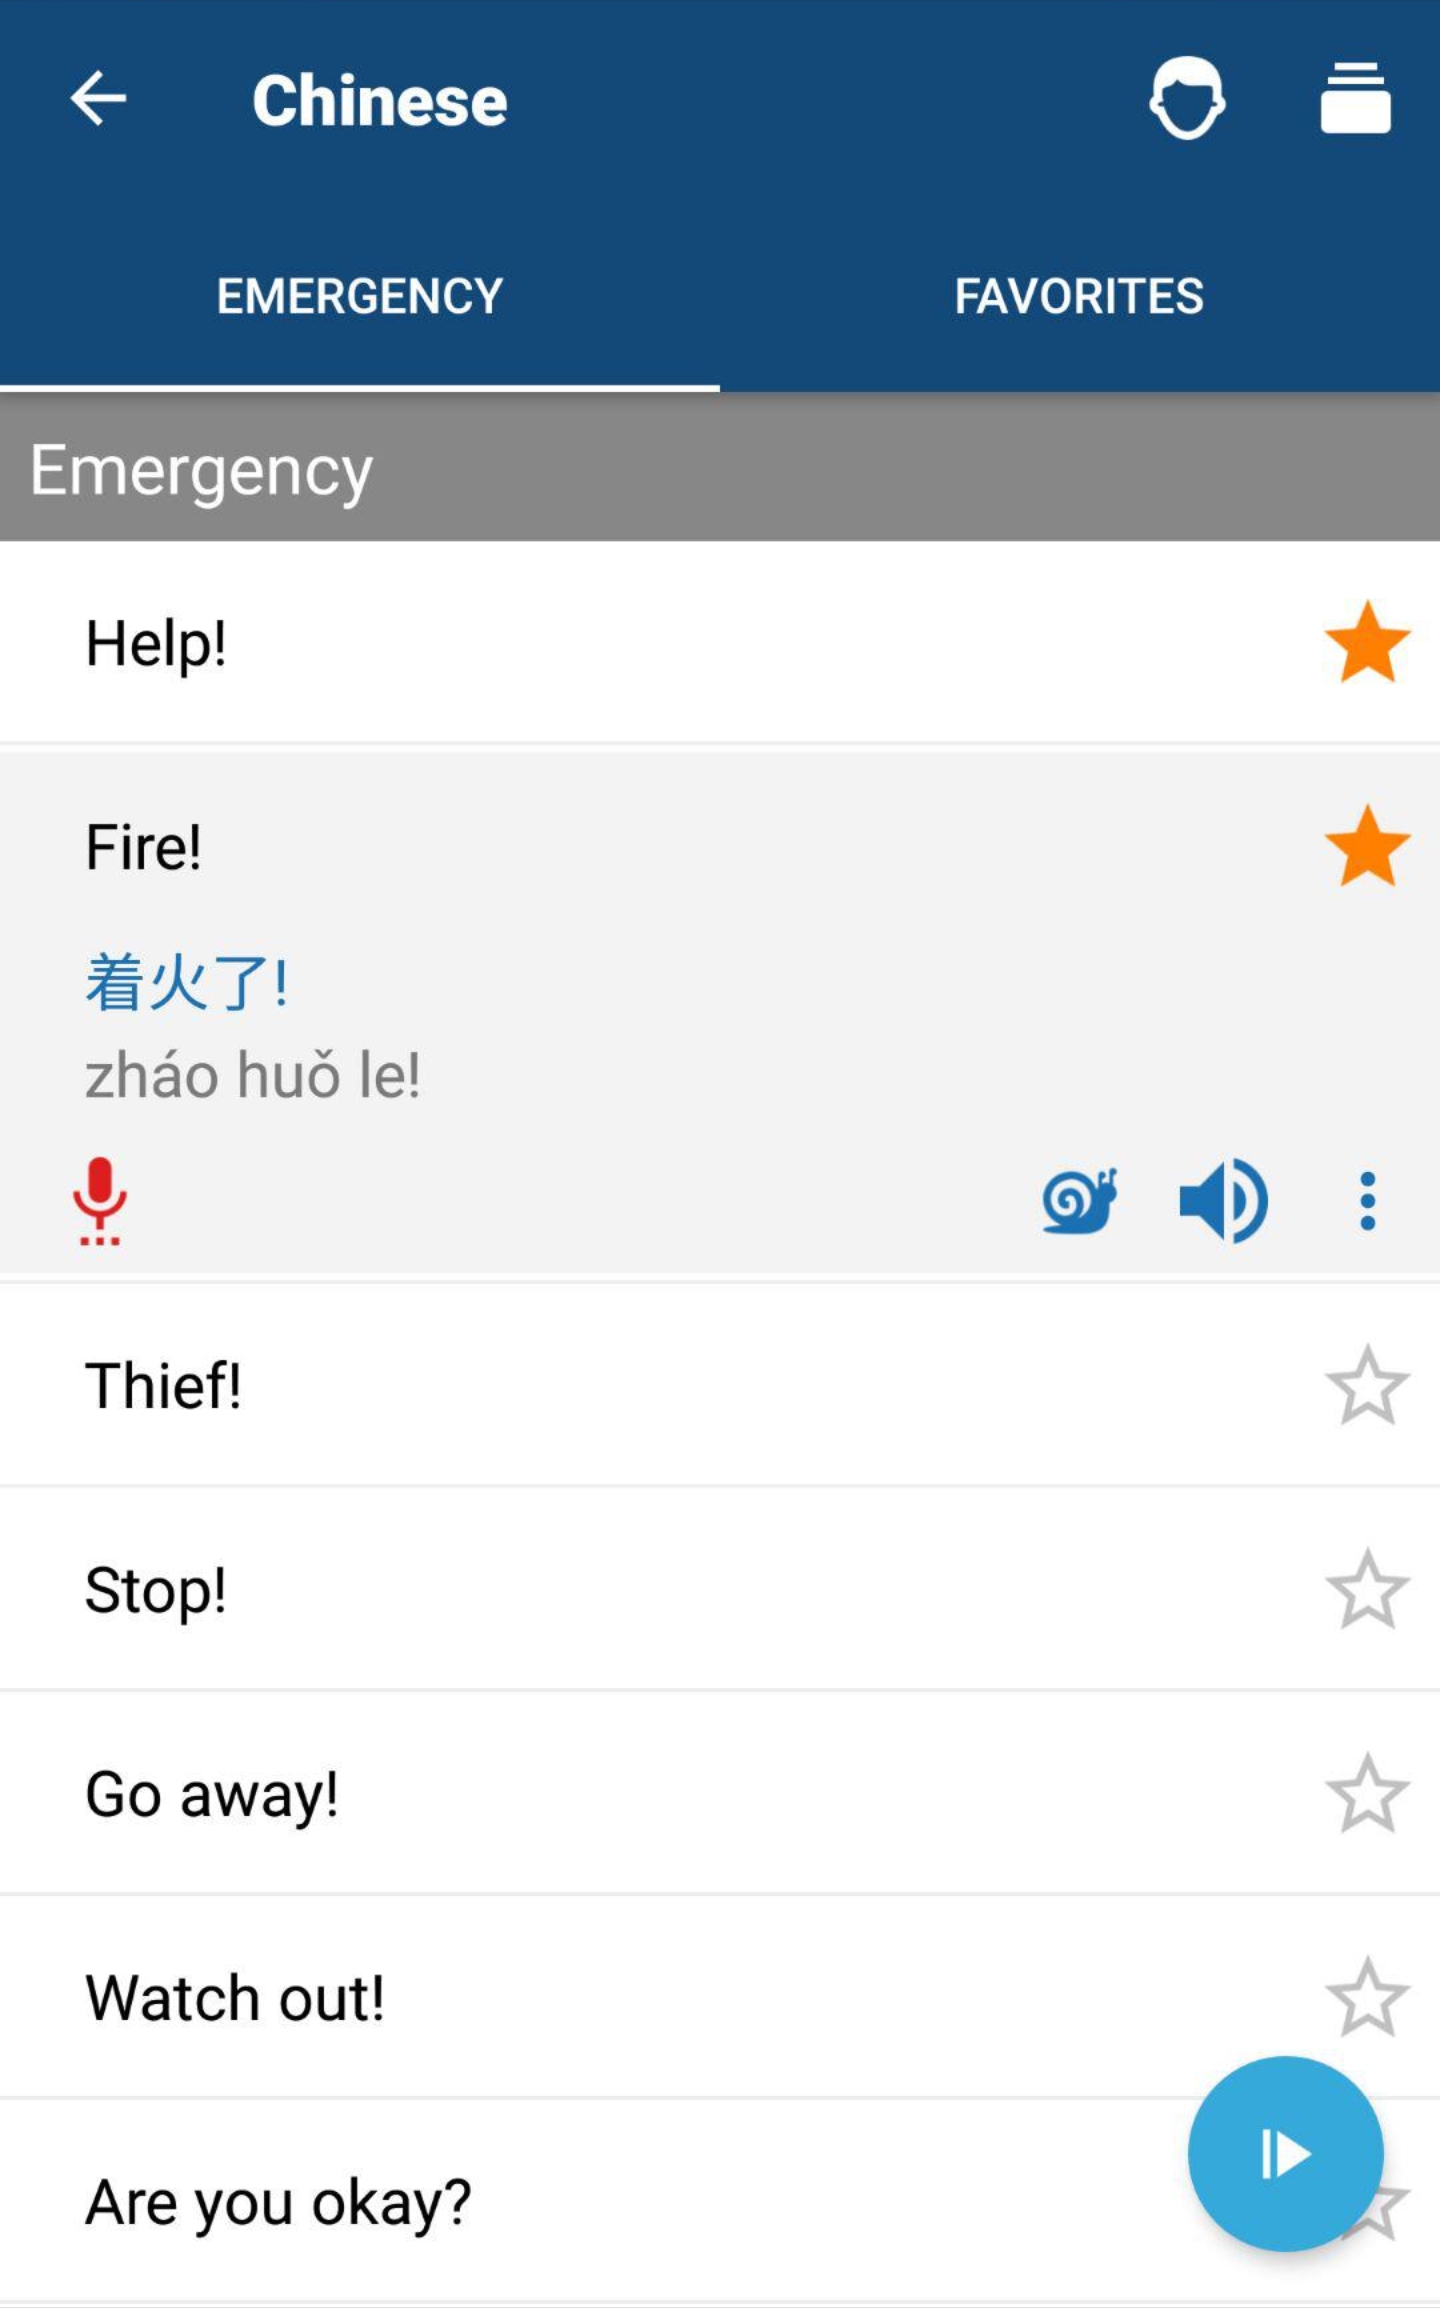 Chinese
EMERGENCY
FAVORITES
Emergency
Help!
Fire!
着火了!
zháo huǒ le!
Thief!
Stop!
Go away!
Watch out!
Are you okay?